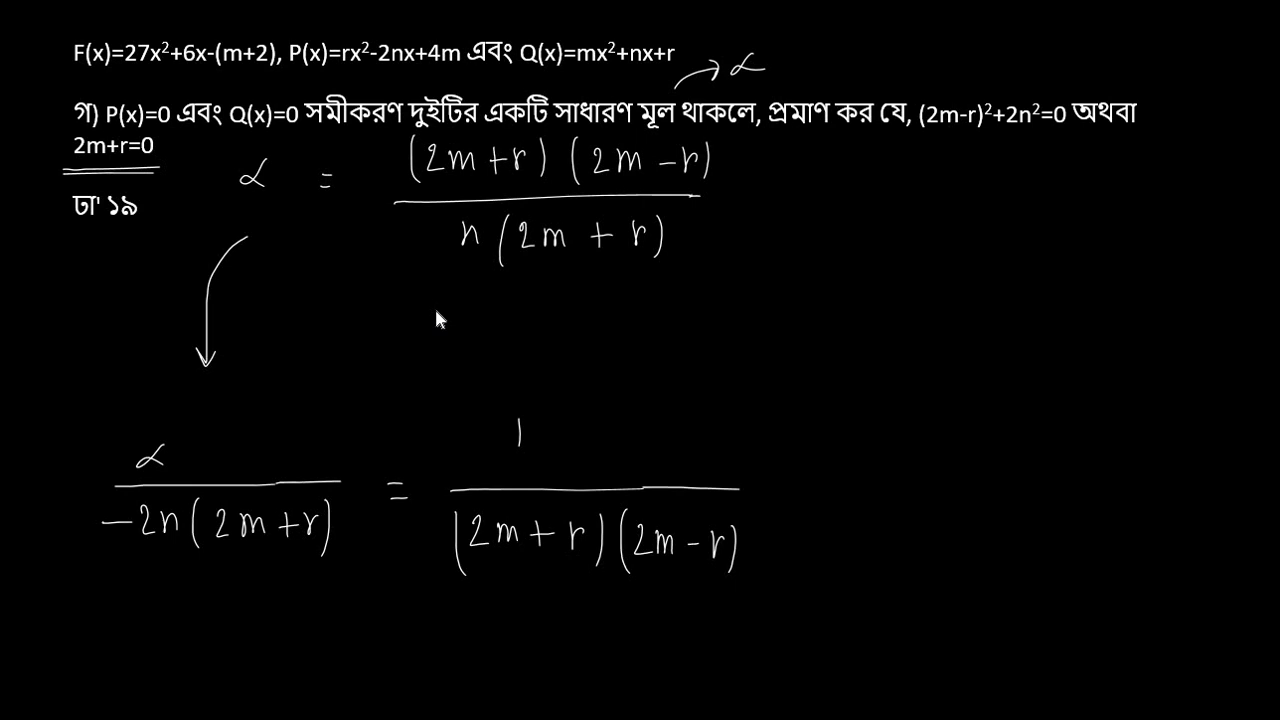 F(x)=27x²+6x-(m+2), P(x)=rx²-2nx+4m এবং Q(x)=mx²+nx+r
α
গ) P(x)=0 এবং Q(x)=0 সমীকরণ দুইটির একটি সাধারণ মূল থাকলে, প্রমাণ কর যে, (2m-r)²+2n²=0 অথবা
2m+r=0
ঢা' ১৯
α = (2m+r)(2m-r)
n(2m+r)
α = 1
-2n(2m+r) (2m+r)(2m-r)